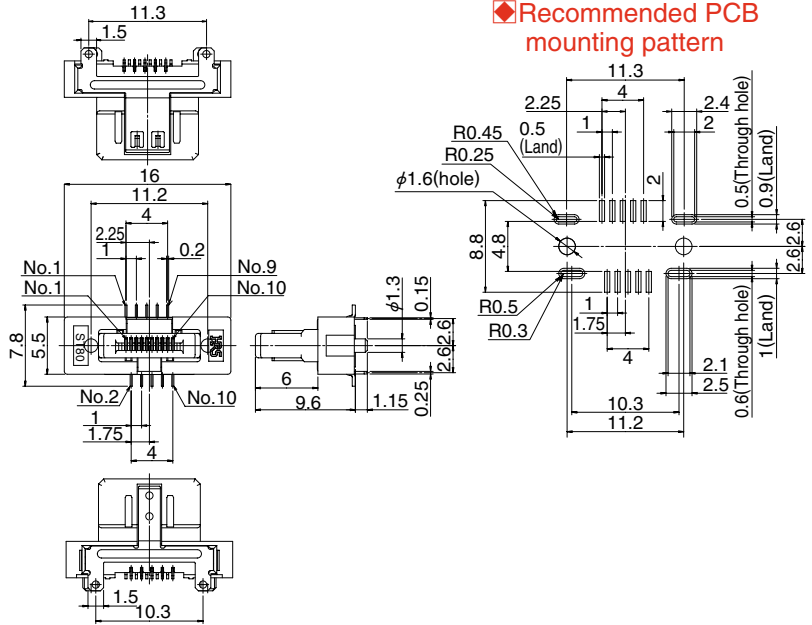 11.3
1.5
◆Recommended PCB
mounting pattern
11.3
4
2.25
1
0.5
(Land)
2.4
2
R0.45
R0.25
φ1.6(hole)
2
0.5(Through hole)
0.9(Land)
8.8
4.8
2.6
2.6
R0.5
R0.3
1
1.75
4
0.6(Through hole)
1(Land)
2.1
2.5
10.3
11.2
16
11.2
4
2.25
1
0.2
No.1
No.9
No.1
No.10
7.8
5.5
ST80
HRS
No.2
No.10
1
1.75
4
φ1.3
0.15
2.6
2.6
0.25
6
9.6
1.15
1.5
10.3